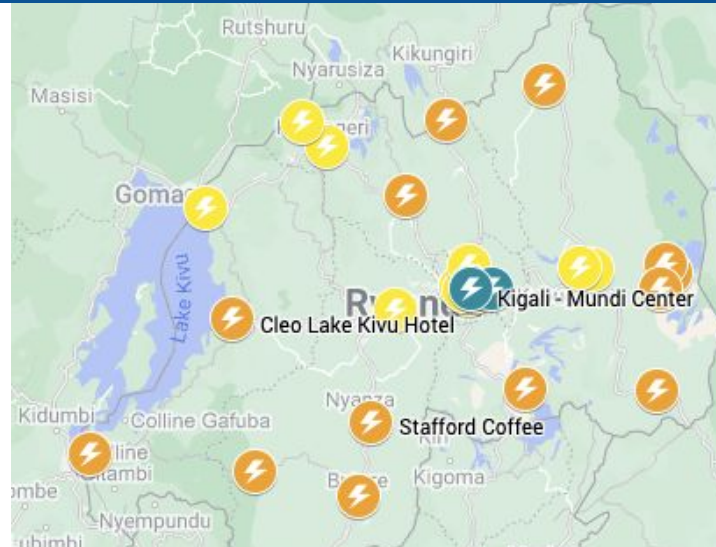 Rutshuru
Kikungiri
Nyarusiza
Masisi
Goma
Lake Kivu
Kigali - Mundi Center
Cleo Lake Kivu Hotel
Nyanza
Kidumbi
Colline Gafuba
Stafford Coffee
Kigoma
Nyempundu